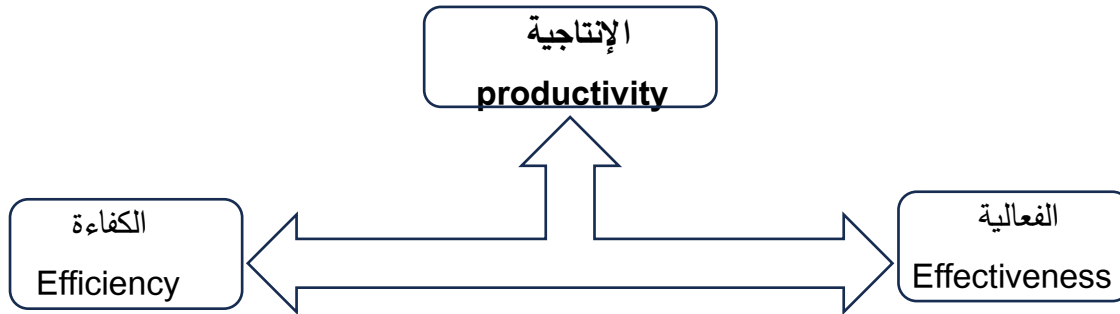 الإنتاجية
productivity
الكفاءة
Efficiency
الفعالية
Effectiveness